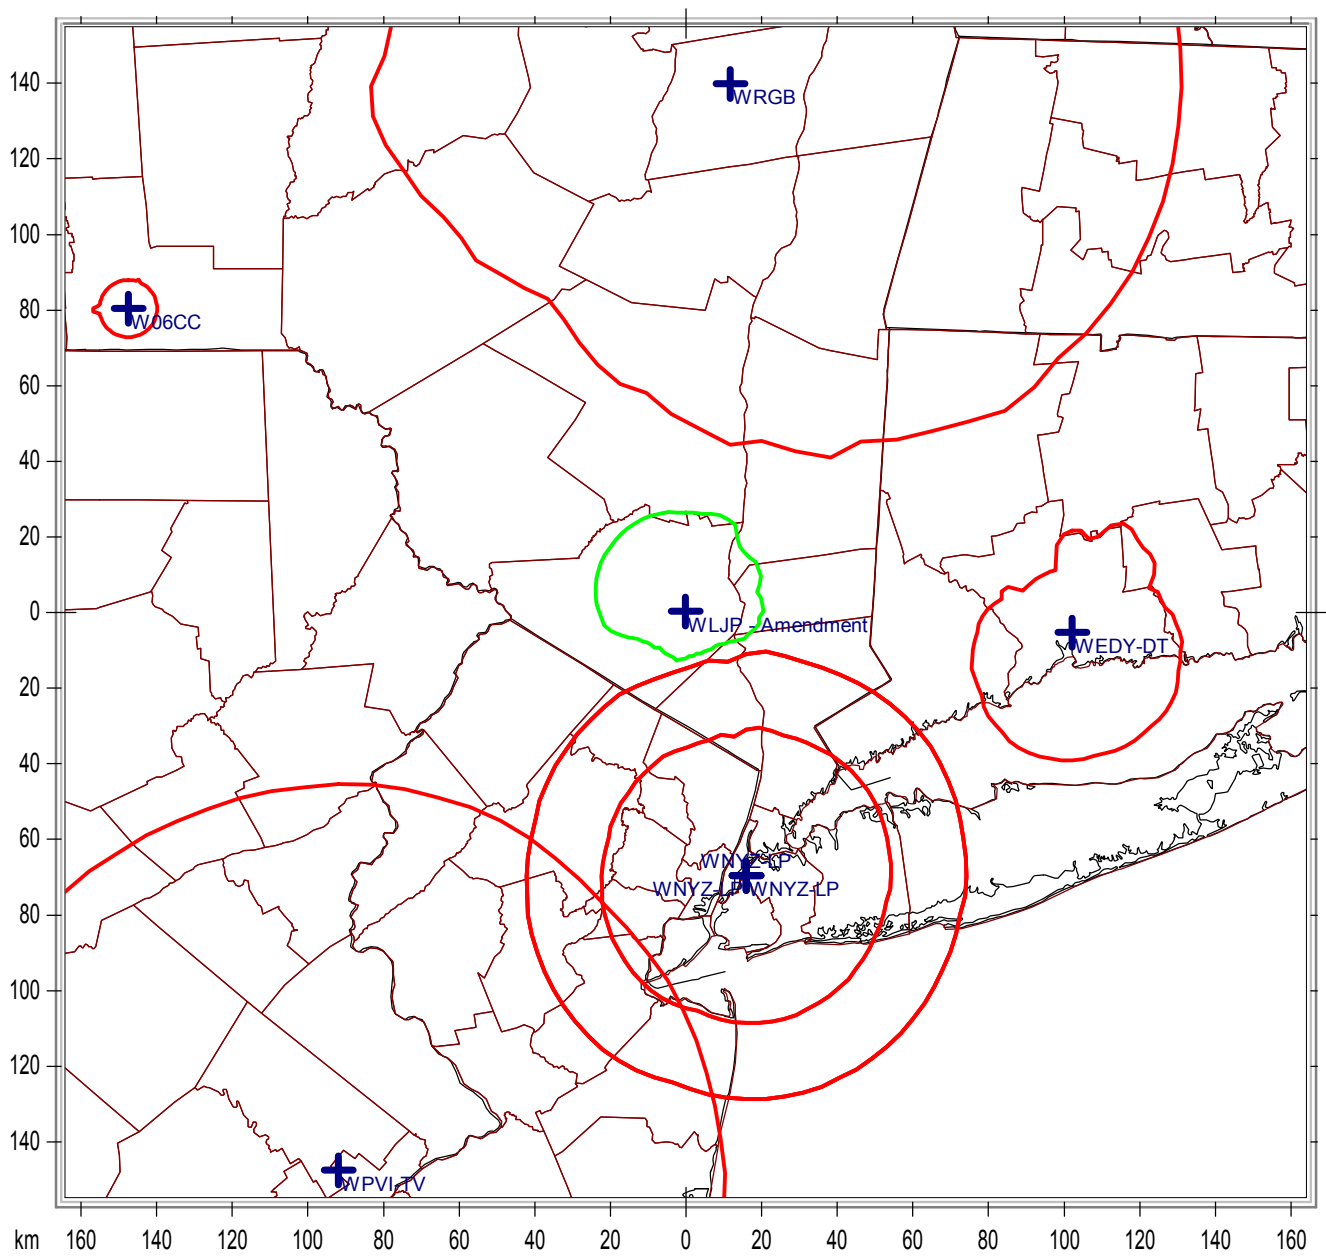 140
WRGB
120
100
80
W06CC
60
40
20
0
WLJP - Amendment
WEDY-DT
20
40
60
WNYZ-LP
WNYZ-LP WNYZ-LP
80
100
120
140
WPVI-TV
km 160 140 120 100 80 60 40 20 0 20 40 60 80 100 120 140 160